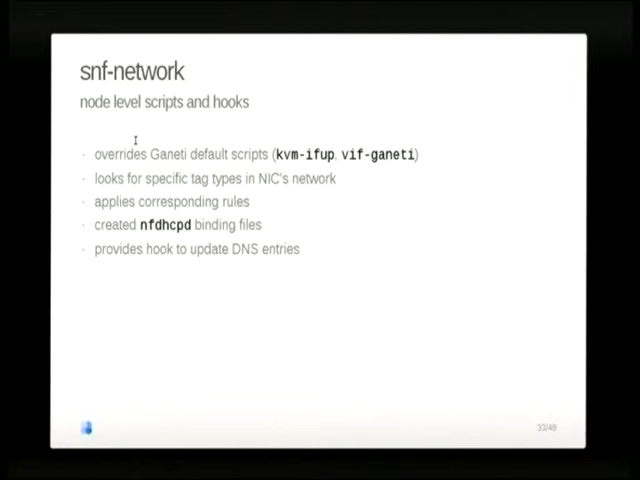 snf-network
node level scripts and hooks
· overrides Ganeti default scripts (kvm-ifup, vif-ganeti)
· looks for specific tag types in NIC's network
· applies corresponding rules
· created nfdhcpd binding files
· provides hook to update DNS entries
33/49